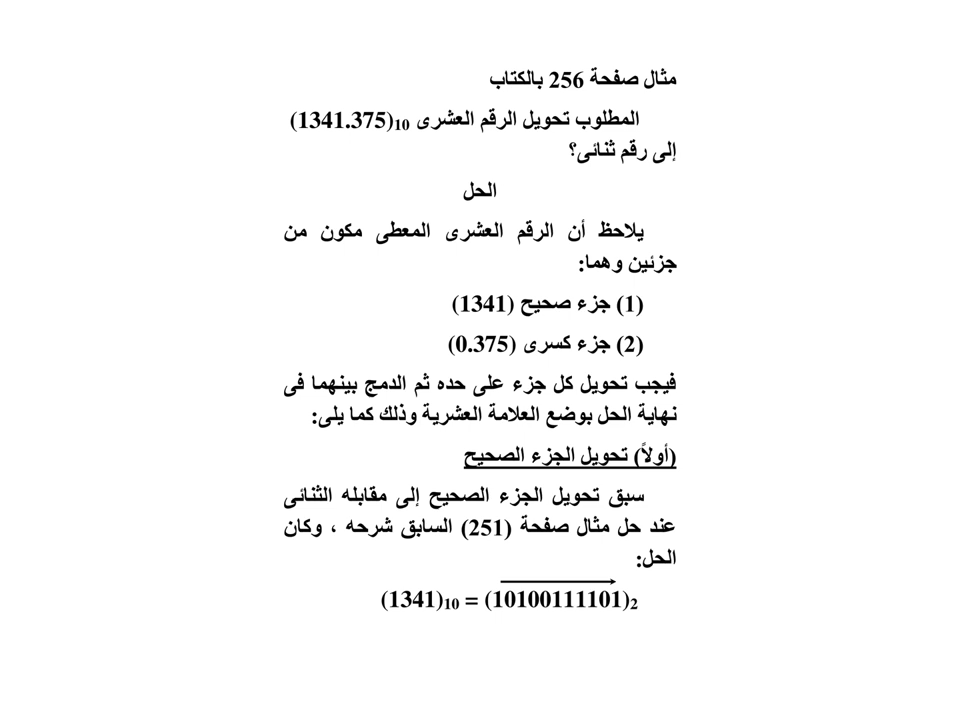 مثال صفحة 256 بالكتاب
المطلوب تحويل الرقم العشرى (1341.375)10
إلى رقم ثنائى؟
الحل
يلاحظ أن الرقم العشرى المعطى مكون من
جزئين وهما:
(1) جزء صحيح (1341)
(2) جزء كسرى (0.375)
فيجب تحويل كل جزء على حده ثم الدمج بينهما فى
نهاية الحل بوضع العلامة العشرية وذلك كما يلى:
(أولاً) تحويل الجزء الصحيح
سبق تحويل الجزء الصحيح إلى مقابله الثنائى
عند حل مثال صفحة (251) السابق شرحه ، وكان
الحل:
(1341)10 = (10100111101)2